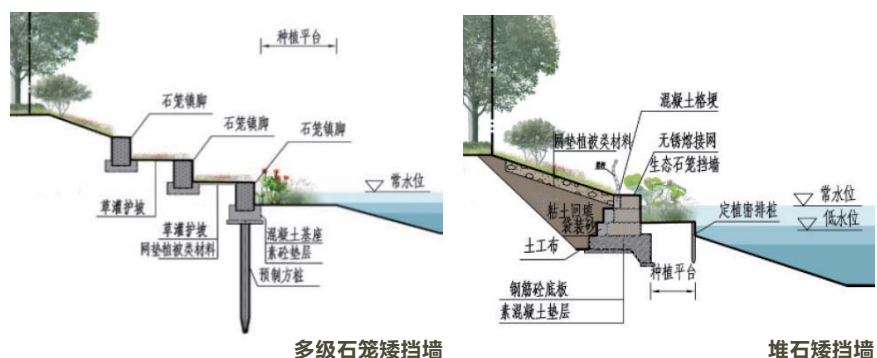 种植平台
石笼镇脚
石笼镇脚
石笼镇脚
草灌护坡
草灌护坡
网垫植被类材料
混凝土基座
素砼垫层
预制方桩
多级石笼矮挡墙
混凝土格埂
网垫植被类材料
无锈熔接网
生态石笼挡墙
常水位
常水位
低水位
定植密排桩
粘土回填
袋装砂
土工布
种植平台
钢筋砼底板
素混凝土垫层
堆石矮挡墙